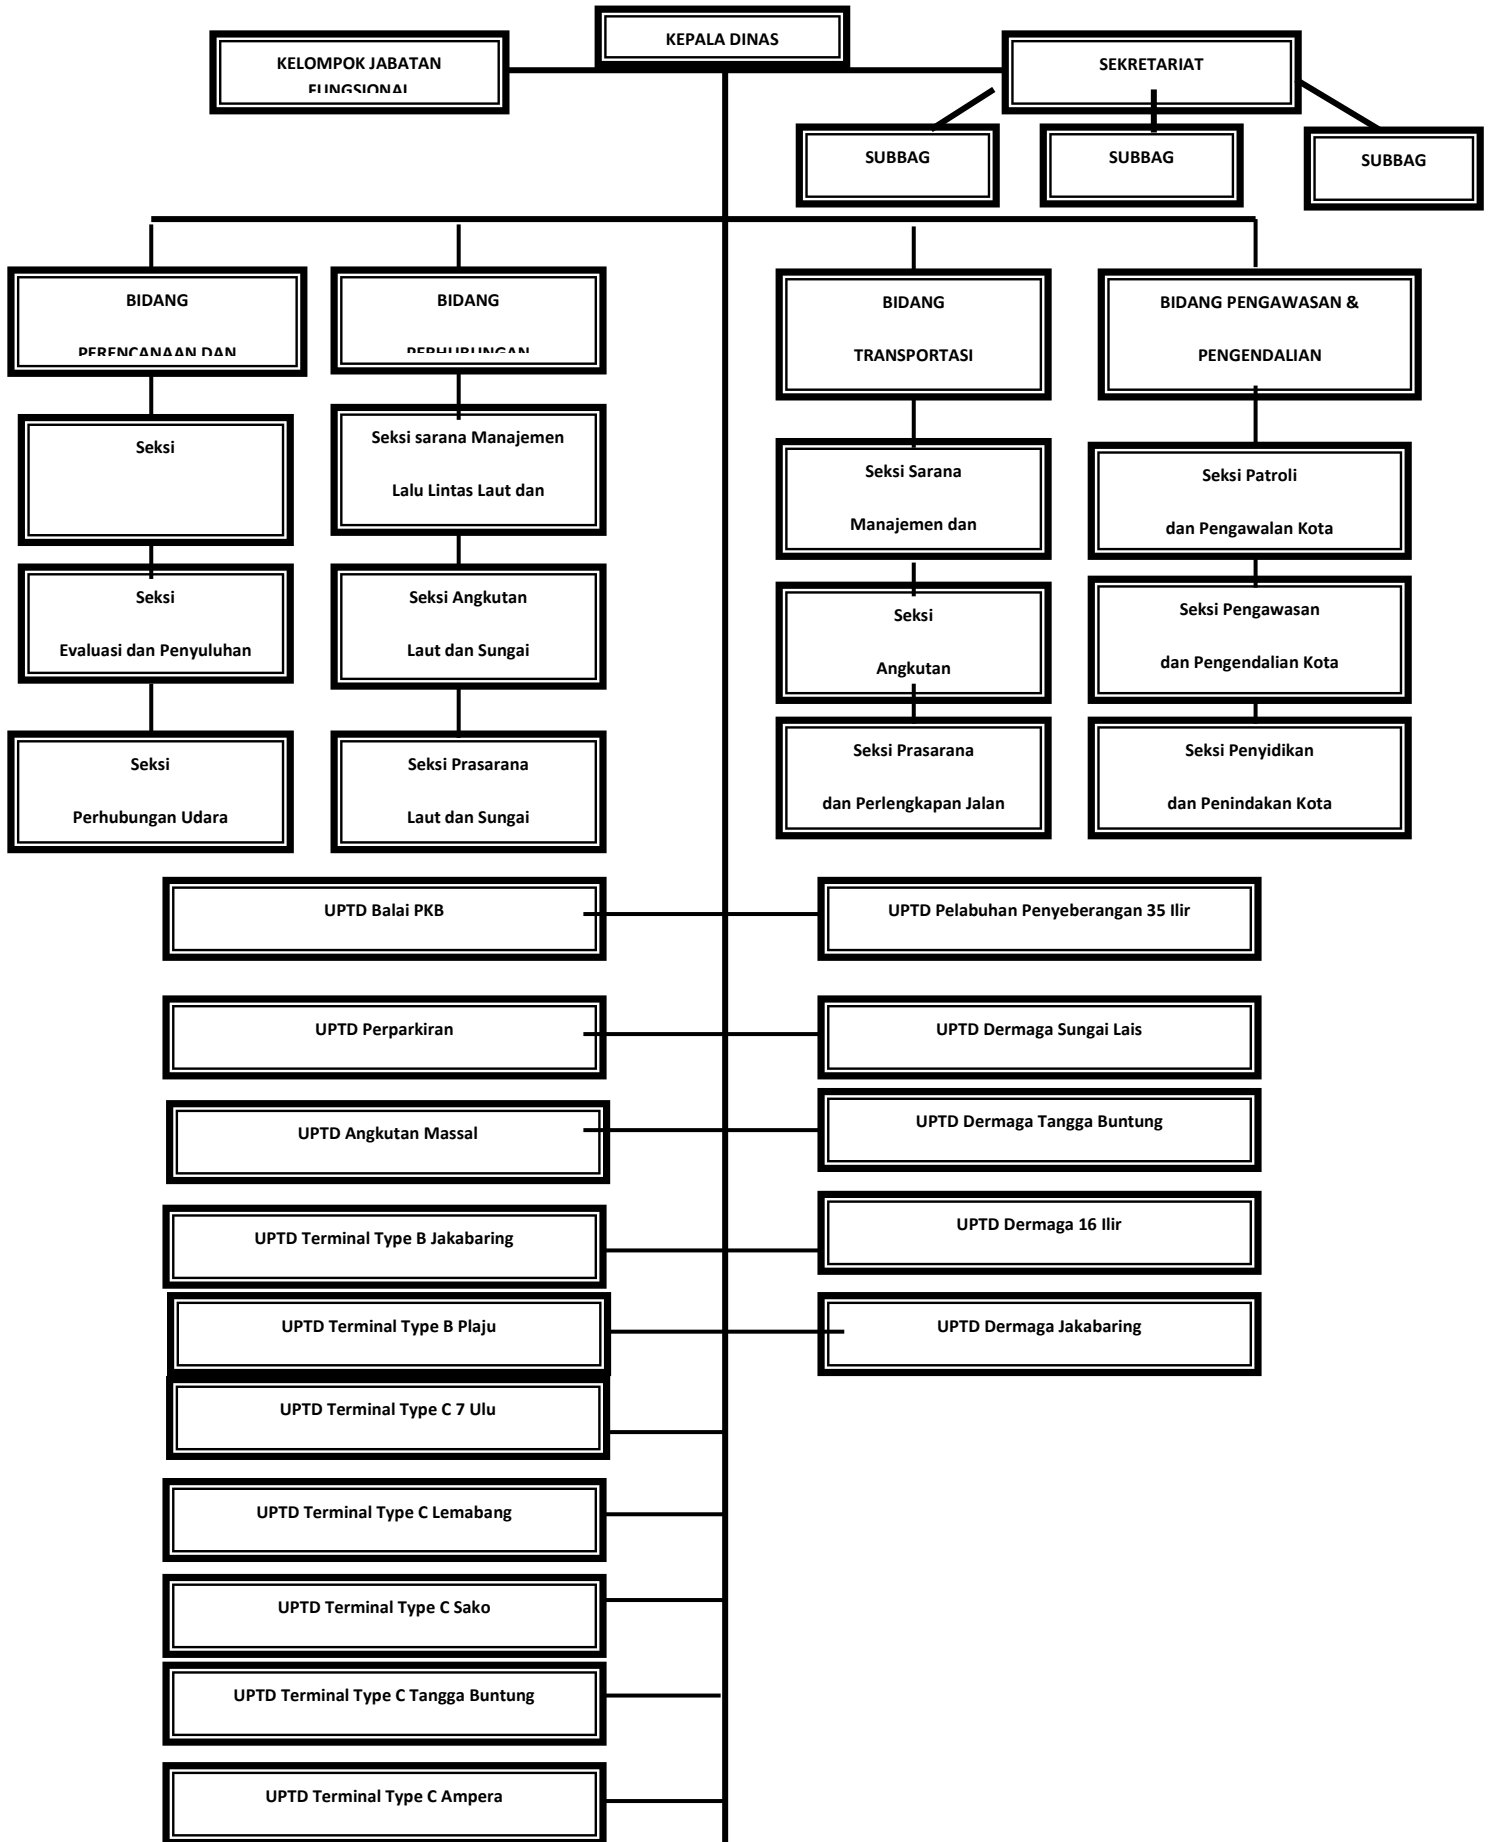 KEPALA DINAS
KELOMPOK JABATAN
FUNGSIONAL
SEKRETARIAT
SUBBAG
SUBBAG
SUBBAG
BIDANG
PERENCANAAN DAN
BIDANG
PERHUBUNGAN
BIDANG
TRANSPORTASI
BIDANG PENGAWASAN &
PENGENDALIAN
Seksi
Seksi sarana Manajemen
Lalu Lintas Laut dan
Seksi Sarana
Manajemen dan
Seksi Patroli
dan Pengawalan Kota
Seksi
Evaluasi dan Penyuluhan
Seksi Angkutan
Laut dan Sungai
Seksi
Angkutan
Seksi Pengawasan
dan Pengendalian Kota
Seksi
Perhubungan Udara
Seksi Prasarana
Laut dan Sungai
Seksi Prasarana
dan Perlengkapan Jalan
Seksi Penyidikan
dan Penindakan Kota
UPTD Balai PKB
UPTD Pelabuhan Penyeberangan 35 Ilir
UPTD Perparkiran
UPTD Dermaga Sungai Lais
UPTD Angkutan Massal
UPTD Dermaga Tangga Buntung
UPTD Terminal Type B Jakabaring
UPTD Dermaga 16 Ilir
UPTD Terminal Type B Plaju
UPTD Dermaga Jakabaring
UPTD Terminal Type C 7 Ulu
UPTD Terminal Type C Lemabang
UPTD Terminal Type C Sako
UPTD Terminal Type C Tangga Buntung
UPTD Terminal Type C Ampera